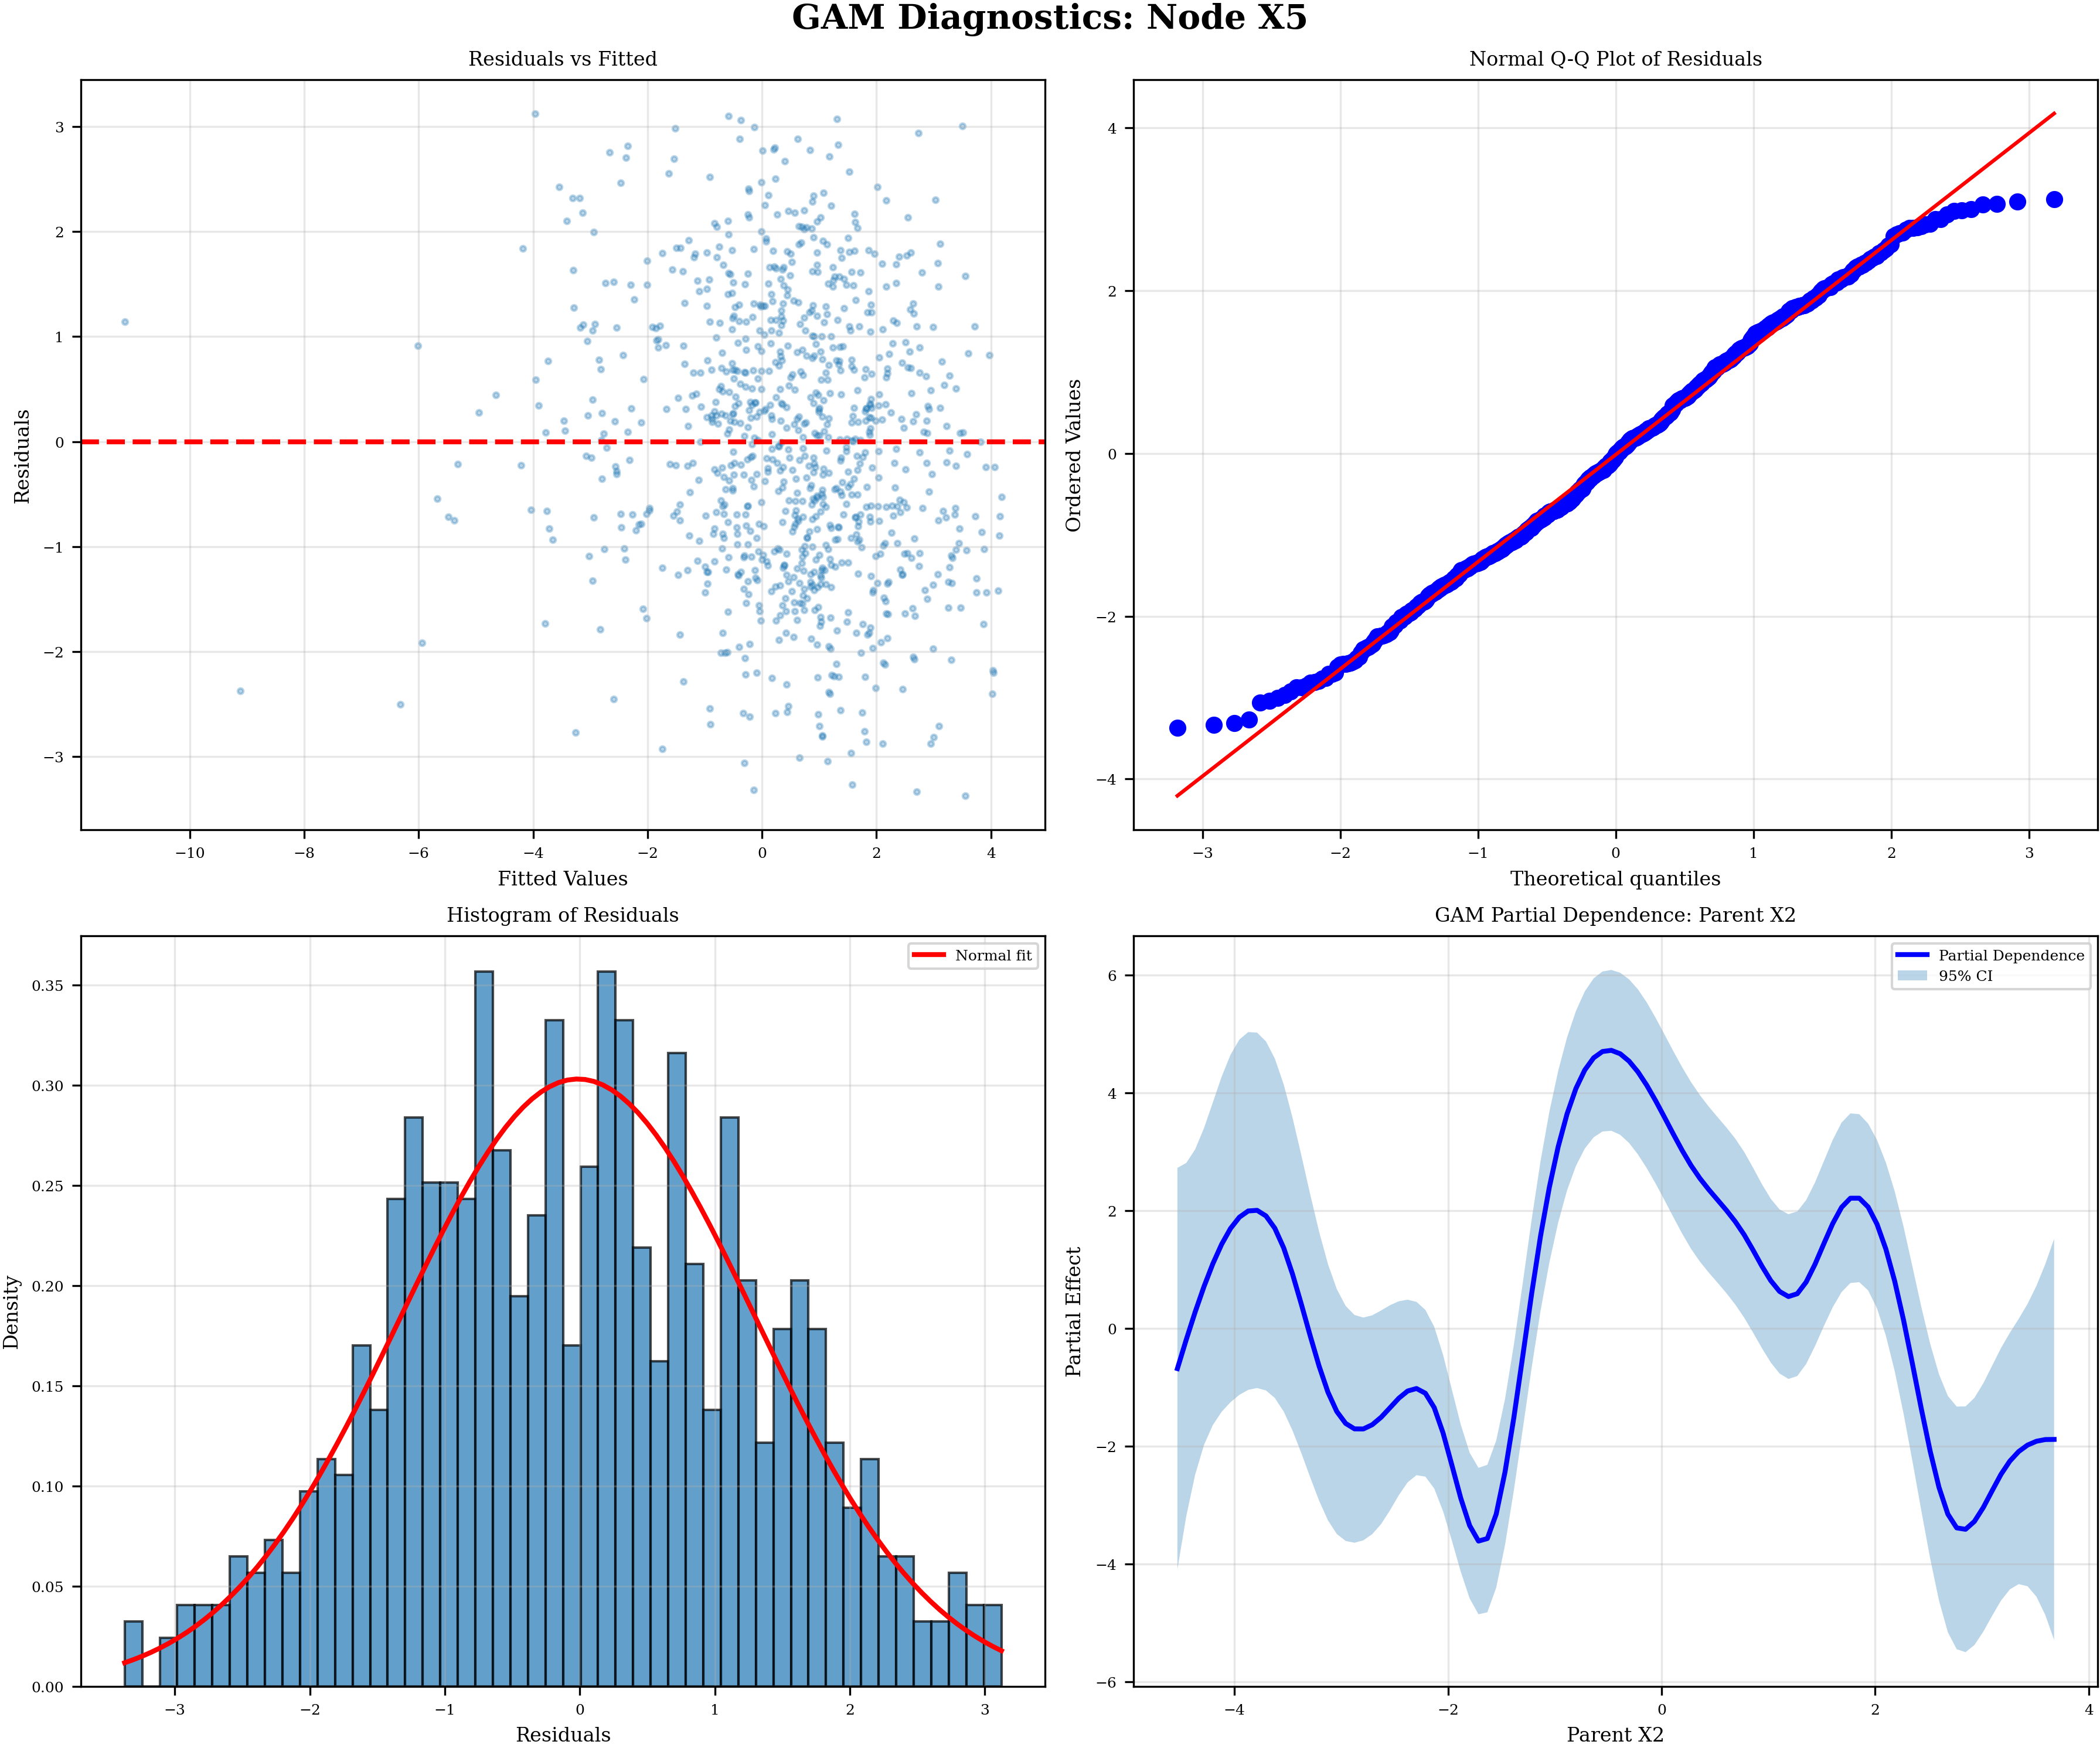 GAM Diagnostics: Node X5
Residuals vs Fitted
3
2
1
0
−1
−2
−3
Residuals
−10 −8 −6 −4 −2 0 2 4
Fitted Values
Normal Q-Q Plot of Residuals
4
2
0
−2
−4
Ordered Values
−3 −2 −1 0 1 2 3
Theoretical quantiles
Histogram of Residuals
Normal fit
0.35
0.30
0.25
0.20
0.15
0.10
0.05
0.00
Density
−3 −2 −1 0 1 2 3
Residuals
GAM Partial Dependence: Parent X2
Partial Dependence
95% CI
6
4
2
0
−2
−4
−6
Partial Effect
−4 −2 0 2 4
Parent X2